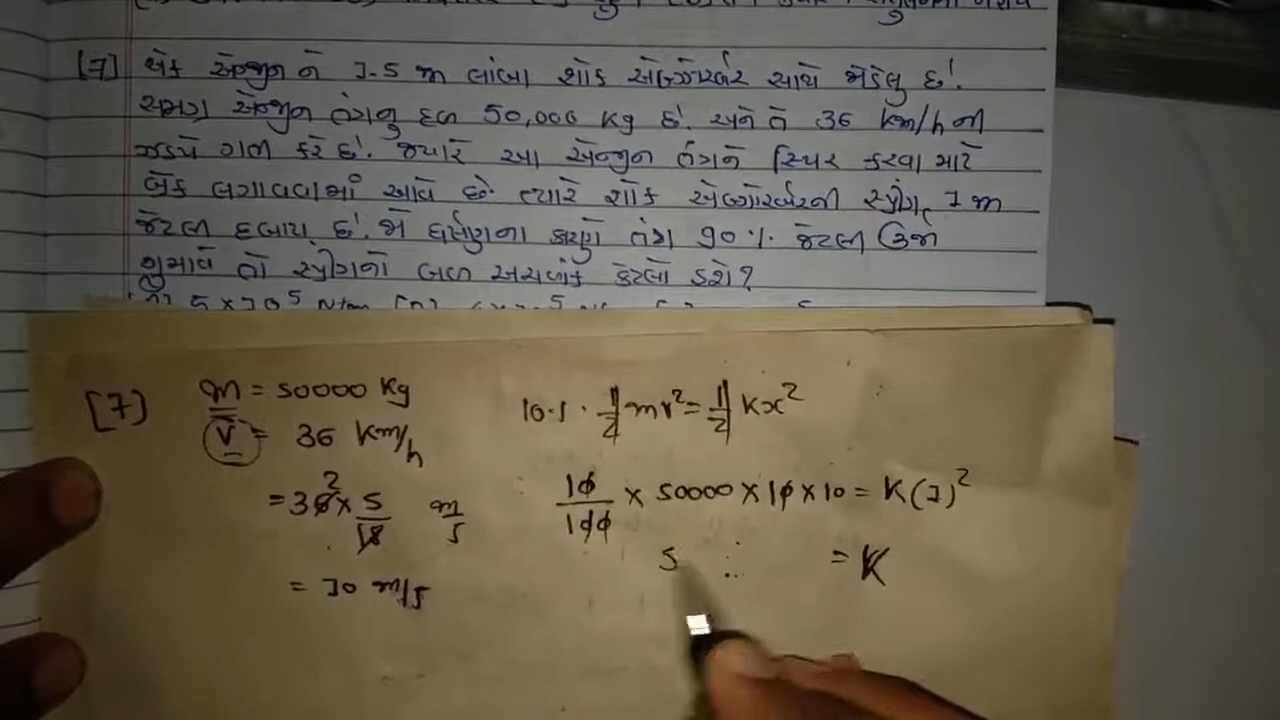 [7] એક એન્જીન ને 1.5 m લાંબા શોક એબ્સોર્બર સાથે જોડેલુ છે.
સમગ્ર એન્જીન તંત્રનુ દળ 50,000 kg છે. અને તે 36 km/h ની
ઝડપે ગતિ કરે છે. જ્યારે આ એન્જીન તંત્રને સ્થિર કરવા માટે
બ્રેક લગાવવામાં આવે છે ત્યારે શોક એબ્સોર્બરની સ્પ્રીંગ 1 m
જેટલી દબાય છે. જો ઘર્ષણના કારણે તંત્ર 90 % જેટલી ઉર્જા
ગુમાવે તો સ્પ્રીંગનો બળ અચળાંક કેટલો હશે?
[7] m = 50000 Kg
V = 36 Km/h
= 36 2 × 5/18 m/s
= 10 m/s
10% · 1/2 mv² = 1/2 Kx²
10/100 × 50000 × 10 × 10 = K(1)²
5 ∴ = K